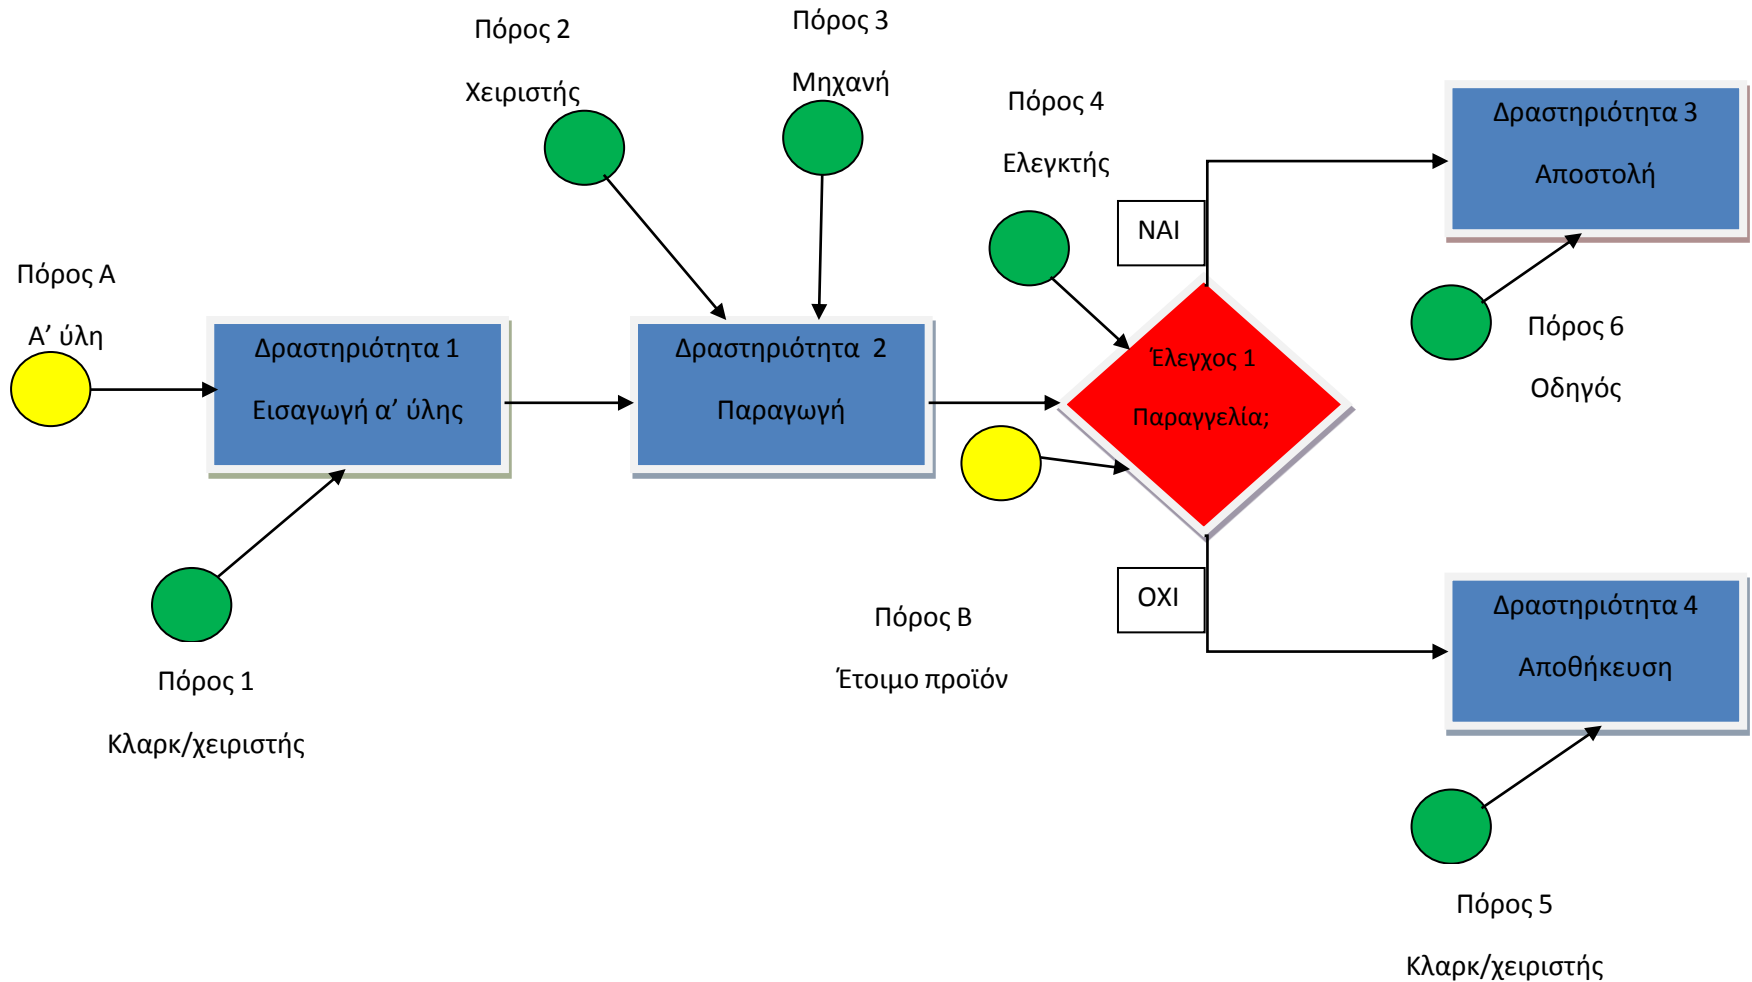 Πόρος 2
Χειριστής
Πόρος 3
Μηχανή
Πόρος 4
Ελεγκτής
Δραστηριότητα 3
Αποστολή
ΝΑΙ
Πόρος Α
Α’ ύλη
Δραστηριότητα 1
Εισαγωγή α’ ύλης
Δραστηριότητα 2
Παραγωγή
Έλεγχος 1
Παραγγελία;
Πόρος 6
Οδηγός
ΟΧΙ
Πόρος Β
Έτοιμο προϊόν
Δραστηριότητα 4
Αποθήκευση
Πόρος 1
Κλαρκ/χειριστής
Πόρος 5
Κλαρκ/χειριστής